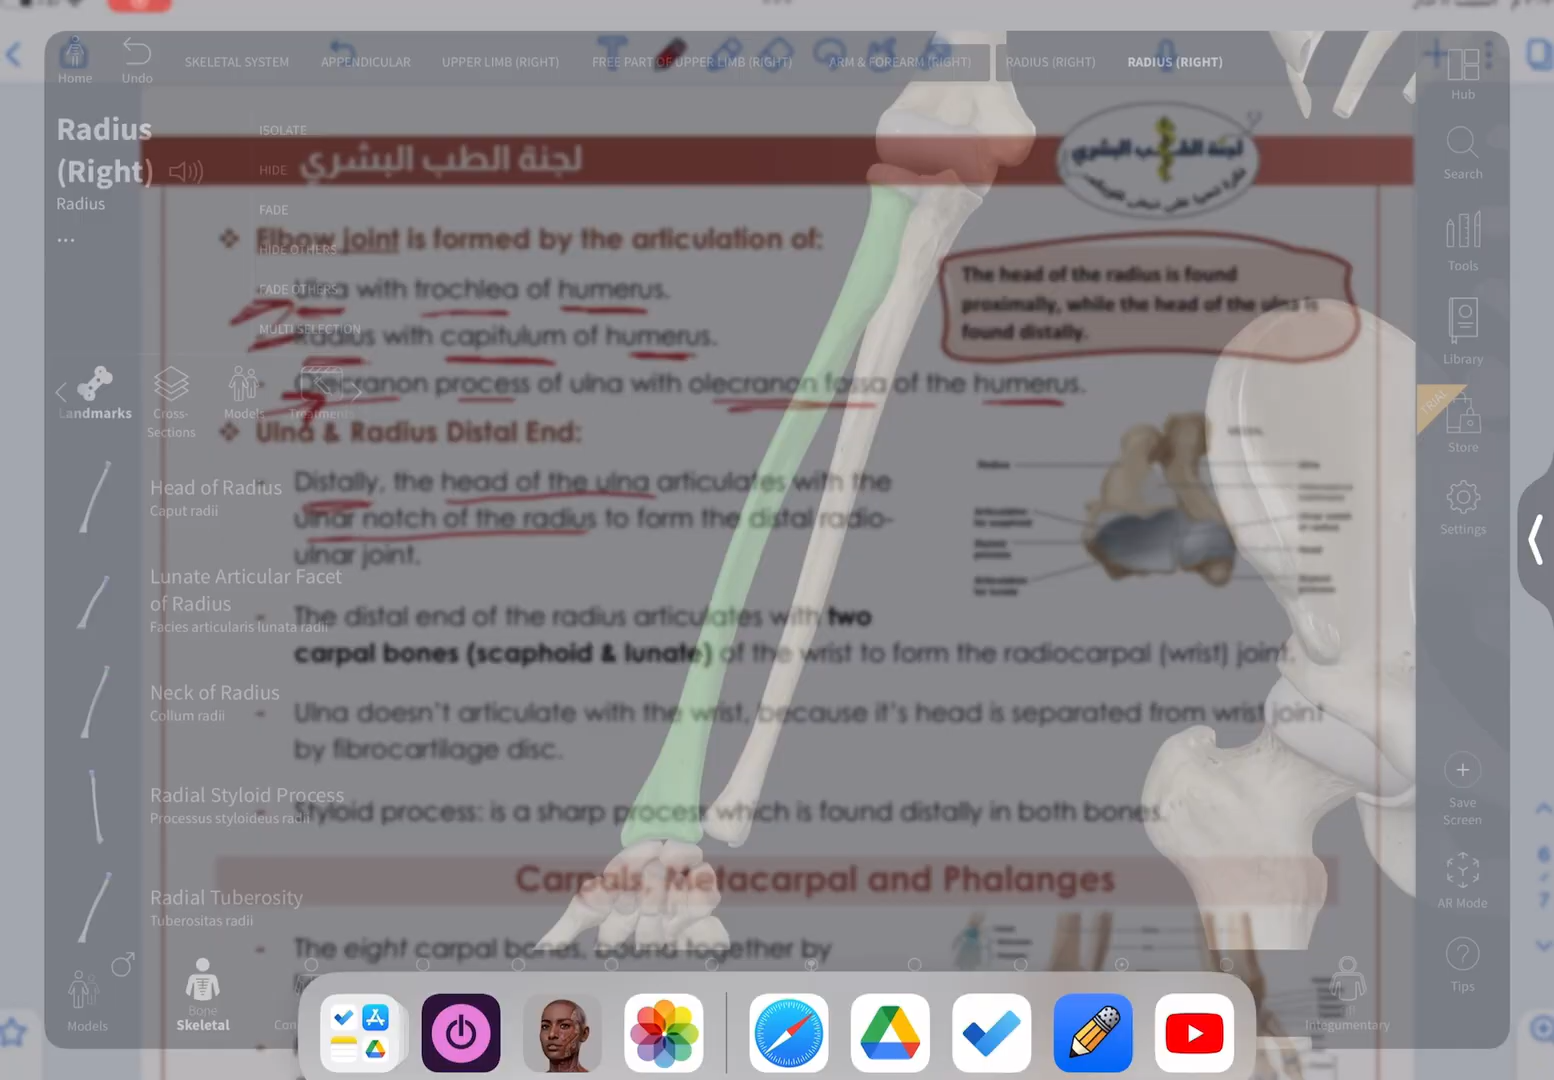 Home
Undo
SKELETAL SYSTEM
APPENDICULAR
UPPER LIMB (RIGHT)
FREE PART OF UPPER LIMB (RIGHT)
ARM & FOREARM (RIGHT)
RADIUS (RIGHT)
RADIUS (RIGHT)
Hub
Radius
(Right)
Radius
...
ISOLATE
HIDE
FADE
HIDE OTHERS
FADE OTHERS
MULTI SELECTION
Landmarks
Cross-
Sections
Models
Treatments
Head of Radius
Caput radii
Lunate Articular Facet
of Radius
Facies articularis lunata radii
Neck of Radius
Collum radii
Radial Styloid Process
Processus styloideus radii
Radial Tuberosity
Tuberositas radii
Models
Bone
Skeletal
لجنة الطب البشري
لجنة الطب البشري
Elbow joint is formed by the articulation of:
Ulna with trochlea of humerus.
- Radius with capitulum of humerus.
- Olecranon process of ulna with olecranon fossa of the humerus.
The head of the radius is found
proximally, while the head of the ulna is
found distally.
Ulna & Radius Distal End:
- Distally, the head of the ulna articulates with the
ulnar notch of the radius to form the distal radio-
ulnar joint.
- The distal end of the radius articulates with two
carpal bones (scaphoid & lunate) of the wrist to form the radiocarpal (wrist) joint.
- Ulna doesn't articulate with the wrist, because it's head is separated from wrist joint
by fibrocartilage disc.
- Styloid process: is a sharp process which is found distally in both bones.
Carpals, Metacarpal and Phalanges
- The eight carpal bones, bound together by
Search
Tools
Library
TRIAL
Store
Settings
Save
Screen
AR Mode
Tips
Integumentary
6
7